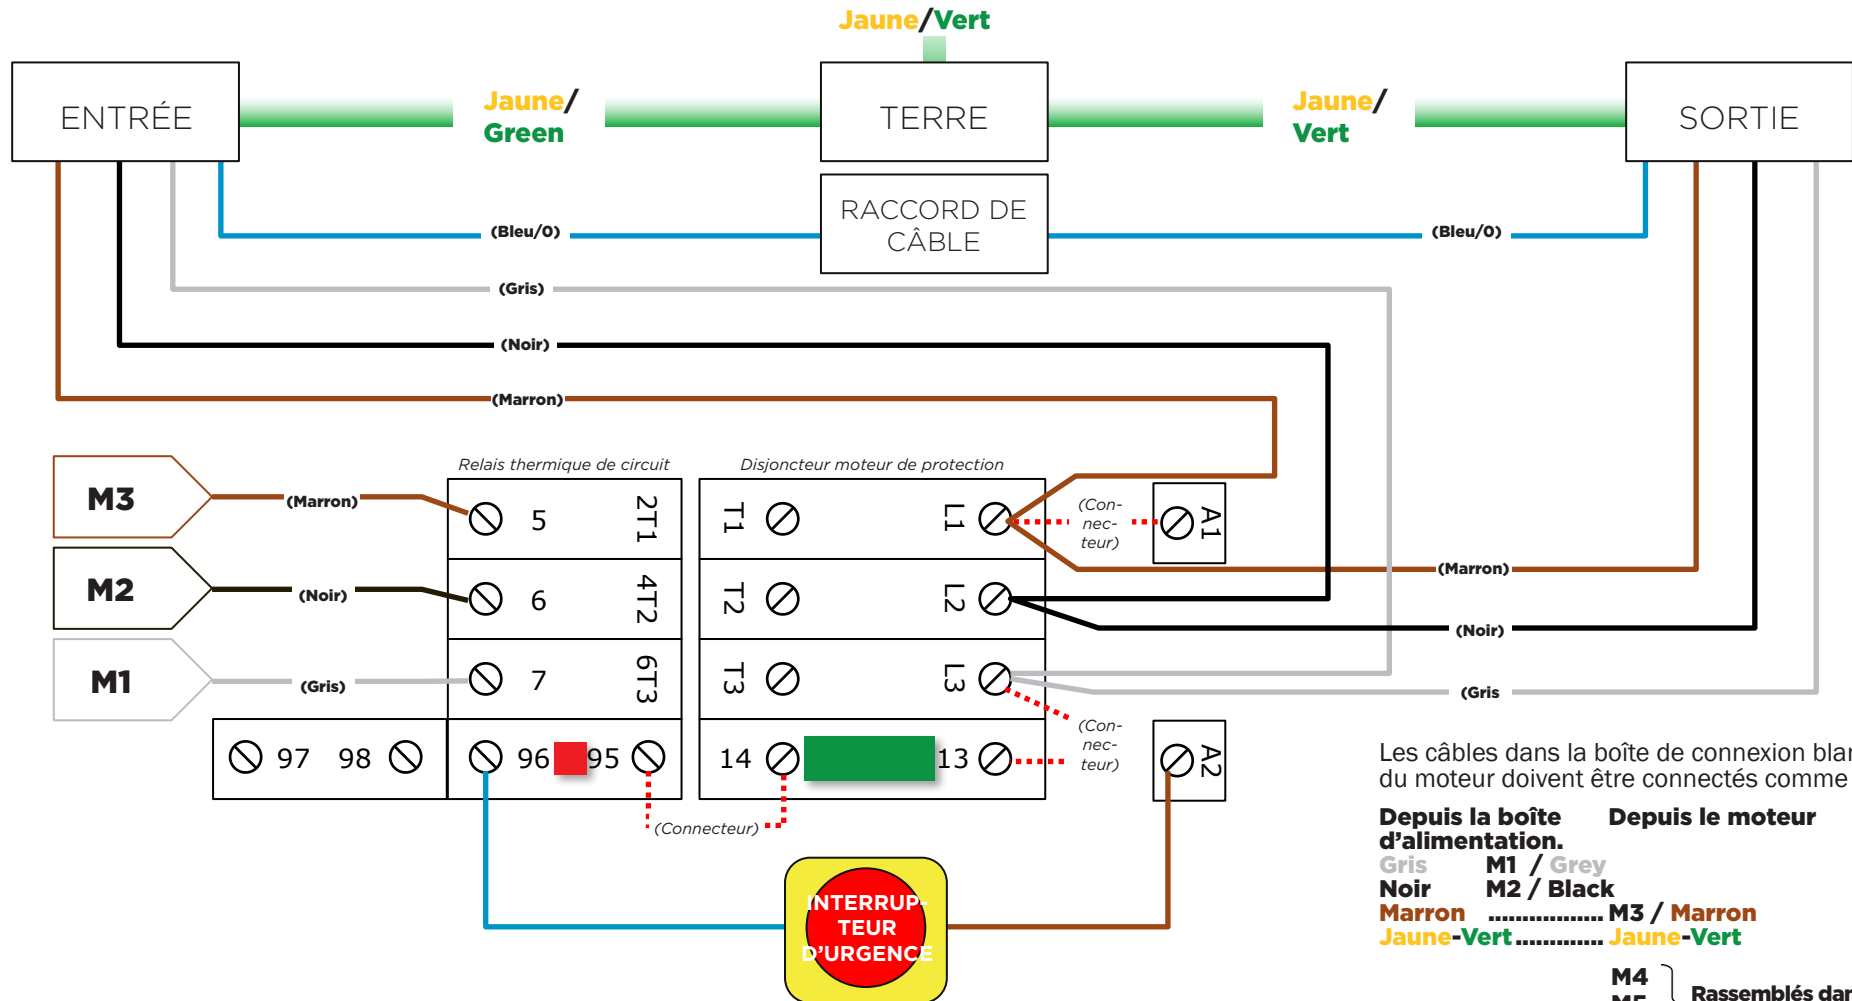 Jaune/Vert
ENTRÉE
Jaune/
Green
TERRE
Jaune/
Vert
SORTIE
RACCORD DE
CÂBLE
(Bleu/0)
(Bleu/0)
(Gris)
(Noir)
(Marron)
Relais thermique de circuit
Disjoncteur moteur de protection
M3
(Marron)
5
2T1
T1
L1
(Con-
nec-
teur)
A1
(Marron)
M2
(Noir)
6
4T2
T2
L2
(Noir)
M1
(Gris)
7
6T3
T3
L3
(Gris
97 98
96 95
14 13
(Con-
nec-
teur)
A2
(Connecteur)
INTERRUP-
TEUR
D'URGENCE
Les câbles dans la boîte de connexion blan
du moteur doivent être connectés comme
Depuis la boîte Depuis le moteur
d'alimentation.
Gris M1 / Grey
Noir M2 / Black
Marron ................. M3 / Marron
Jaune-Vert............. Jaune-Vert
M4
M5
Rassemblés dan